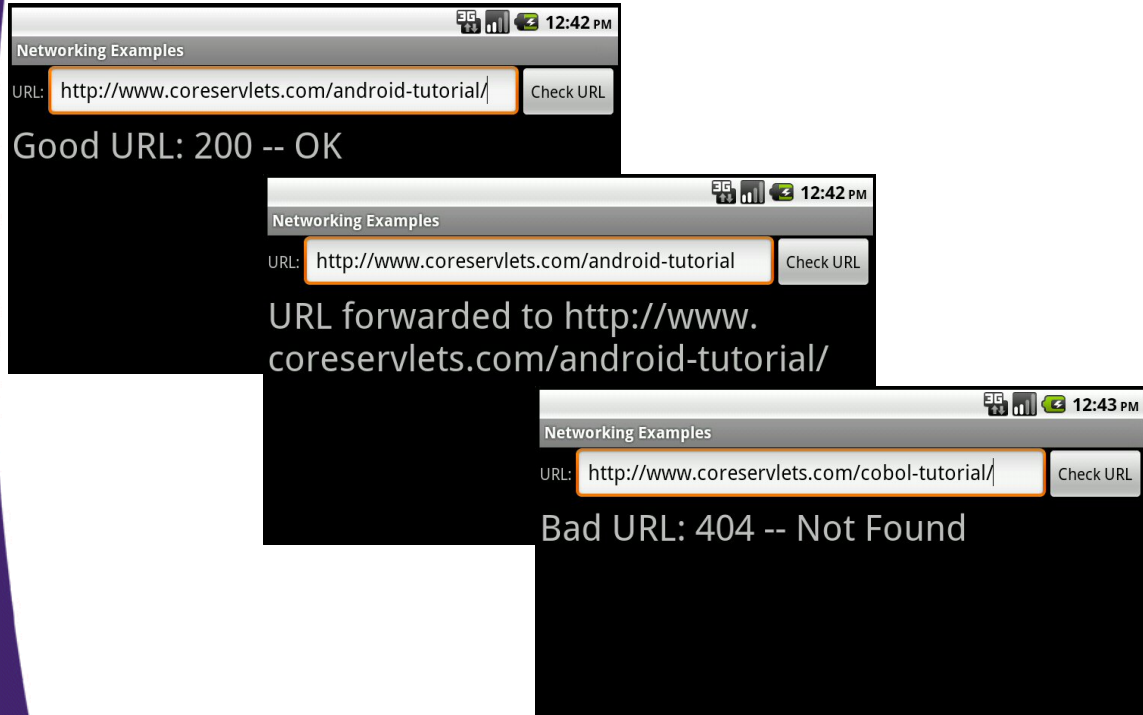 3G 12:42 PM
Networking Examples
URL: http://www.coreservlets.com/android-tutorial/ Check URL
Good URL: 200 -- OK
3G 12:42 PM
Networking Examples
URL: http://www.coreservlets.com/android-tutorial Check URL
URL forwarded to http://www.
coreservlets.com/android-tutorial/
3G 12:43 PM
Networking Examples
URL: http://www.coreservlets.com/cobol-tutorial/ Check URL
Bad URL: 404 -- Not Found